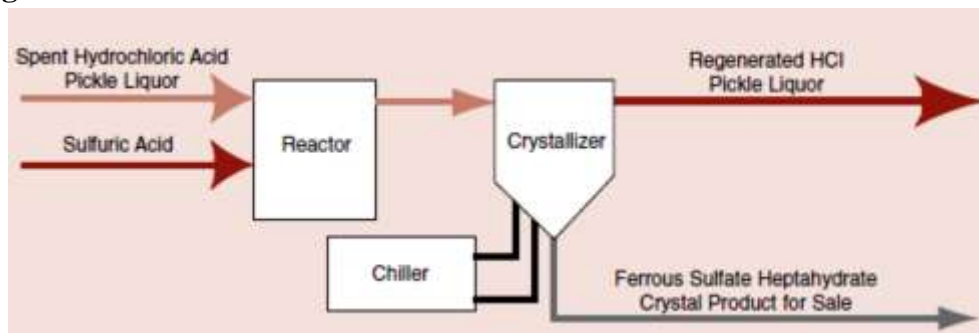 Spent Hydrochloric Acid
Pickle Liquor
Sulfuric Acid
Reactor
Crystallizer
Regenerated HCl
Pickle Liquor
Chiller
Ferrous Sulfate Heptahydrate
Crystal Product for Sale